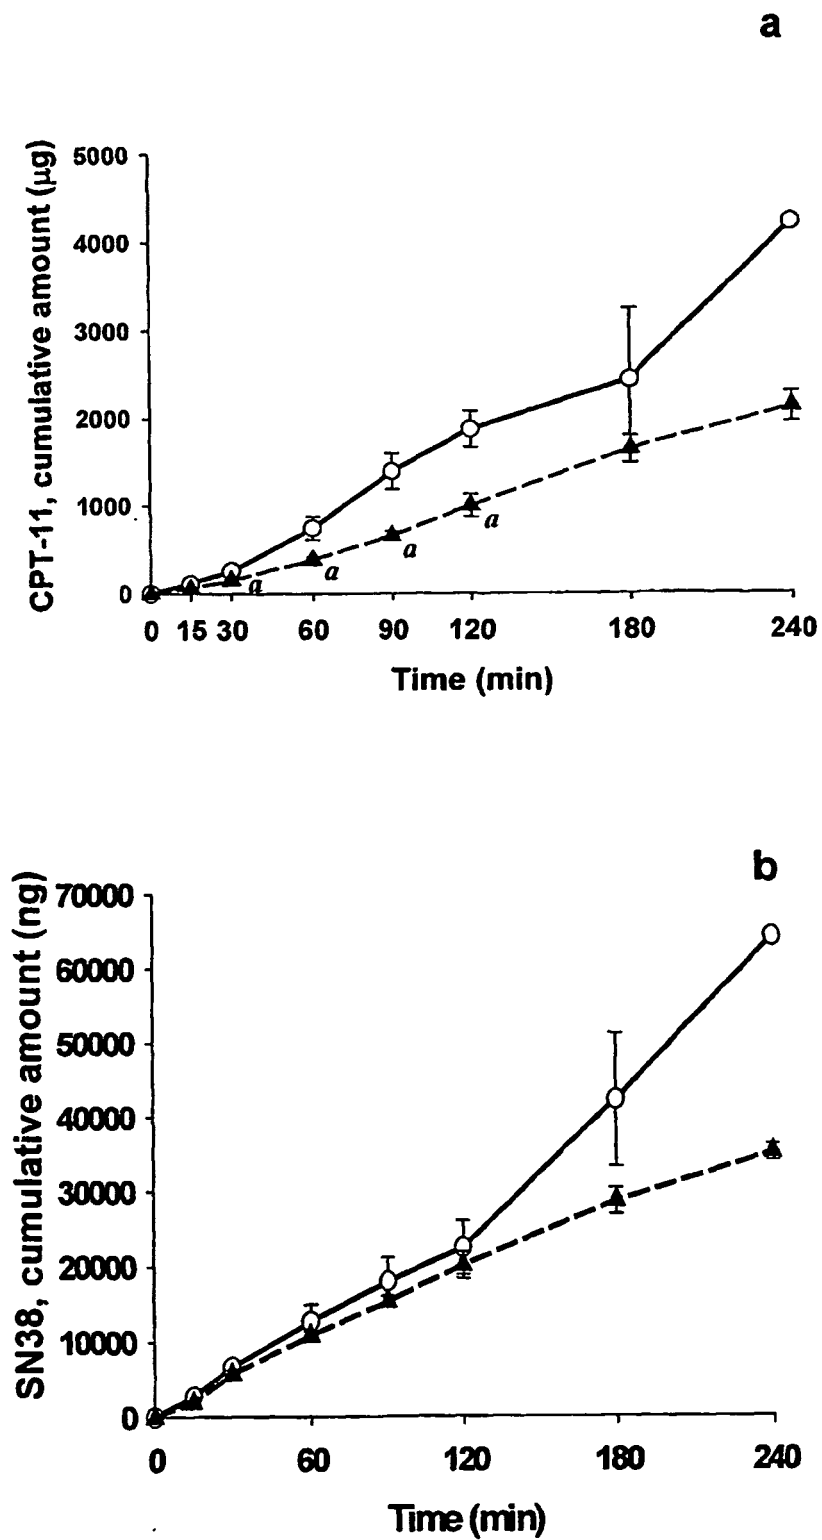 a
CPT-11, cumulative amount (µg)
5000
4000
3000
2000
1000
0
a
a
a
a
0 15 30 60 90 120 180 240
Time (min)
b
SN38, cumulative amount (ng)
70000
60000
50000
40000
30000
20000
10000
0
0 60 120 180 240
Time (min)